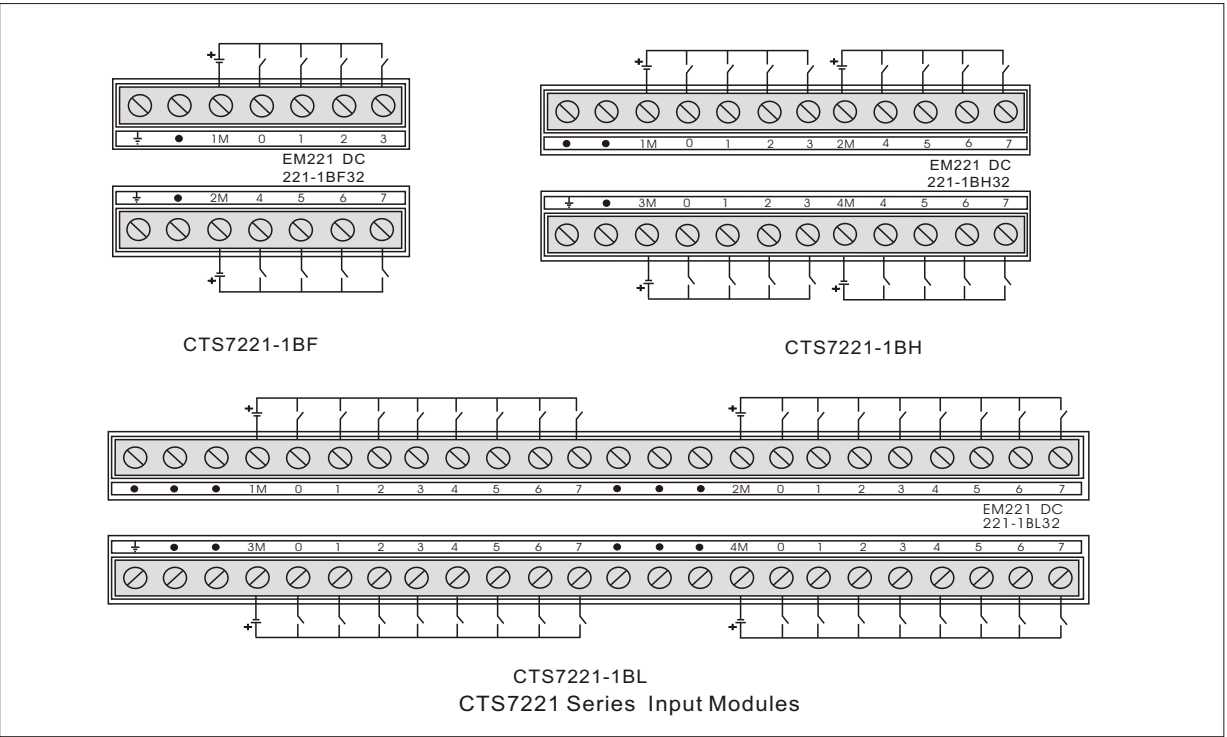 +
⏚ ● 1M 0 1 2 3
EM221 DC
221-1BF32
⏚ ● 2M 4 5 6 7
+
CTS7221-1BF
+ +
● ● 1M 0 1 2 3 2M 4 5 6 7
EM221 DC
221-1BH32
⏚ ● 3M 0 1 2 3 4M 4 5 6 7
+ +
CTS7221-1BH
+ +
● ● ● 1M 0 1 2 3 4 5 6 7 ● ● ● 2M 0 1 2 3 4 5 6 7
EM221 DC
221-1BL32
⏚ ● ● 3M 0 1 2 3 4 5 6 7 ● ● ● 4M 0 1 2 3 4 5 6 7
+ +
CTS7221-1BL
CTS7221 Series Input Modules